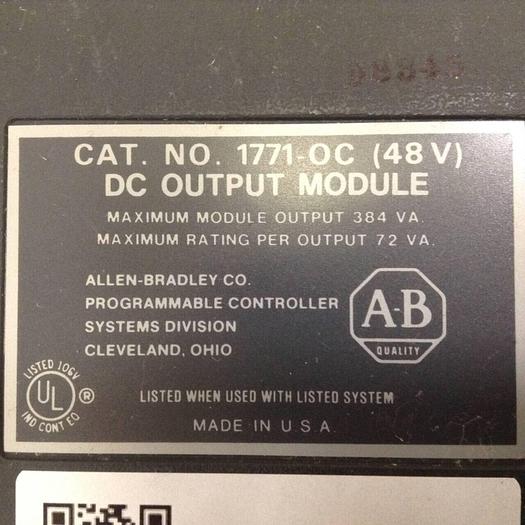 CAT. NO. 1771-OC (48 V)
DC OUTPUT MODULE
MAXIMUM MODULE OUTPUT 384 VA.
MAXIMUM RATING PER OUTPUT 72 VA.
ALLEN-BRADLEY CO.
PROGRAMMABLE CONTROLLER
SYSTEMS DIVISION
CLEVELAND, OHIO
A-B
QUALITY
LISTED 106V
UL ®
IND CONT EQ
LISTED WHEN USED WITH LISTED SYSTEM
MADE IN U.S.A.